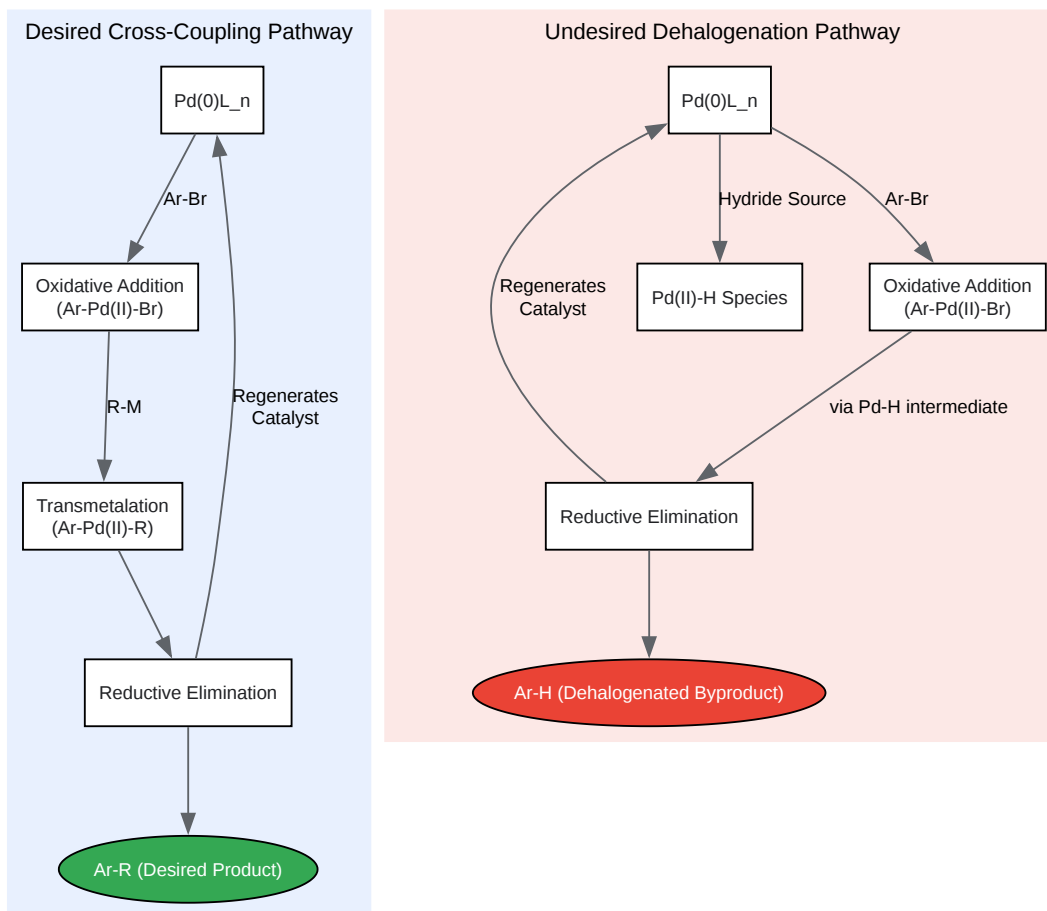 Desired Cross-Coupling Pathway
Pd(0)L_n
Ar-Br
Oxidative Addition
(Ar-Pd(II)-Br)
R-M
Regenerates
Catalyst
Transmetalation
(Ar-Pd(II)-R)
Reductive Elimination
Ar-R (Desired Product)
Undesired Dehalogenation Pathway
Pd(0)L_n
Hydride Source
Ar-Br
Regenerates
Catalyst
Pd(II)-H Species
Oxidative Addition
(Ar-Pd(II)-Br)
via Pd-H intermediate
Reductive Elimination
Ar-H (Dehalogenated Byproduct)